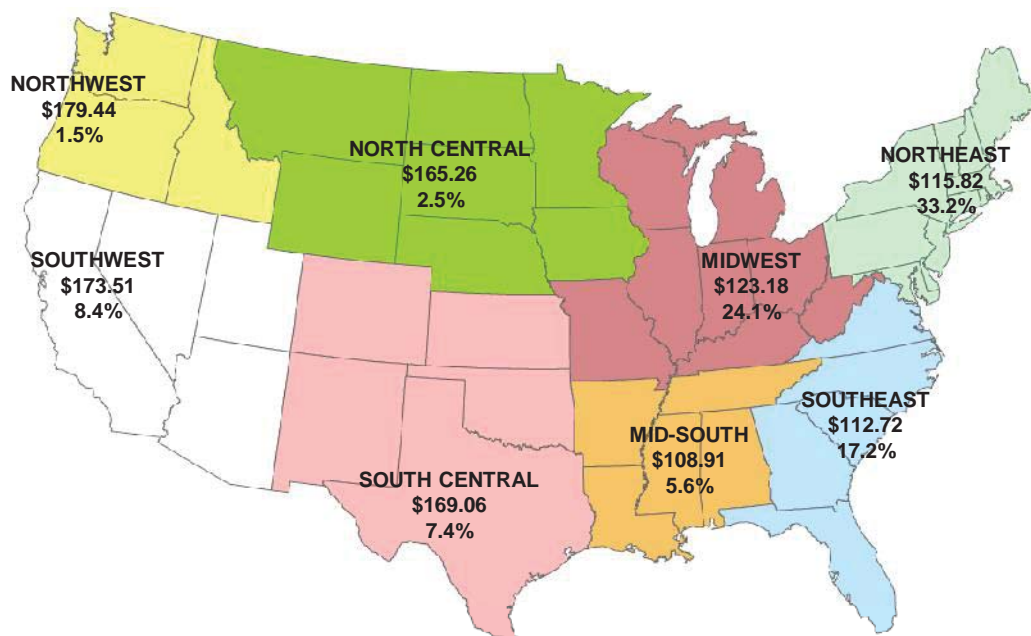 NORTHWEST
$179.44
1.5%
NORTH CENTRAL
$165.26
2.5%
NORTHEAST
$115.82
33.2%
SOUTHWEST
$173.51
8.4%
MIDWEST
$123.18
24.1%
SOUTHEAST
$112.72
17.2%
MID-SOUTH
$108.91
5.6%
SOUTH CENTRAL
$169.06
7.4%